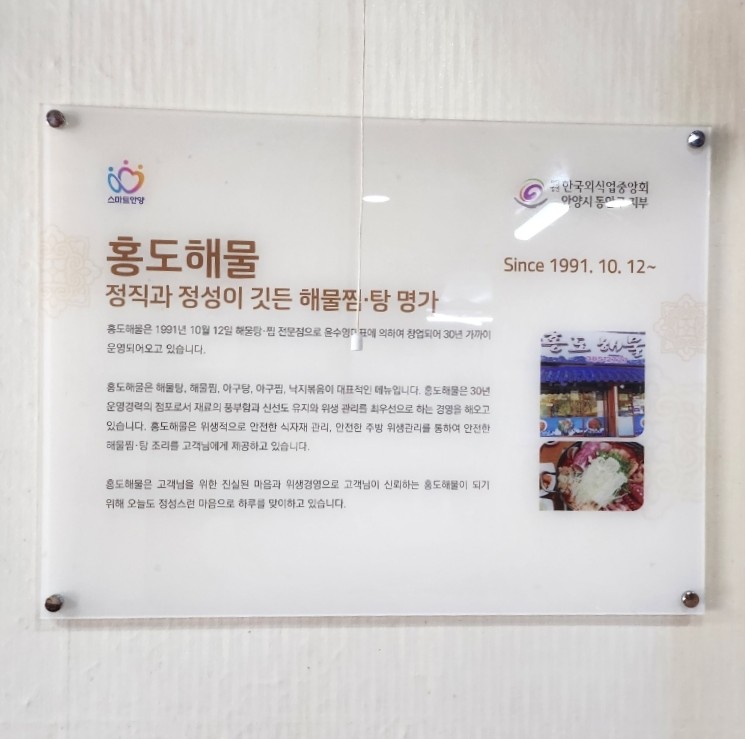 스마트안양
한국외식업중앙회
안양시 동안구지부
홍도해물
Since 1991. 10. 12~
정직과 정성이 깃든 해물찜·탕 명가
홍도해물은 1991년 10월 12일 해물탕·찜 전문점으로 윤수영대표에 의하여 창업되어 30년 가까이
운영되어오고 있습니다.
홍도해물은 해물탕, 해물찜, 아구탕, 아구찜, 낙지볶음이 대표적인 메뉴입니다. 홍도해물은 30년
운영경력의 점포로서 재료의 풍부함과 신선도 유지와 위생 관리를 최우선으로 하는 경영을 해오고
있습니다. 홍도해물은 위생적으로 안전한 식자재 관리, 안전한 주방 위생관리를 통하여 안전한
해물찜·탕 조리를 고객님에게 제공하고 있습니다.
홍도해물은 고객님을 위한 진실된 마음과 위생경영으로 고객님이 신뢰하는 홍도해물이 되기
위해 오늘도 정성스런 마음으로 하루를 맞이하고 있습니다.
홍도해물